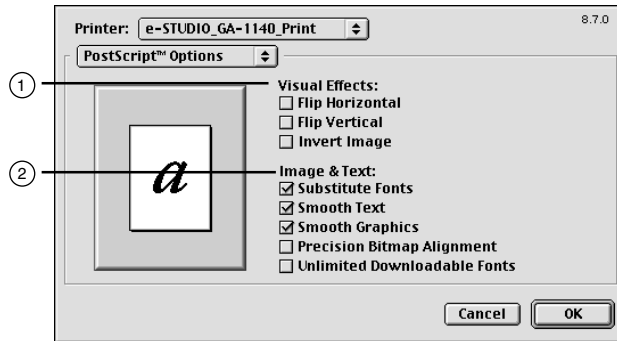 Printer: e-STUDIO_GA-1140_Print
8.7.0
PostScript™ Options
1
Visual Effects:
Flip Horizontal
Flip Vertical
Invert Image
2
a
Image & Text:
Substitute Fonts
Smooth Text
Smooth Graphics
Precision Bitmap Alignment
Unlimited Downloadable Fonts
Cancel
OK